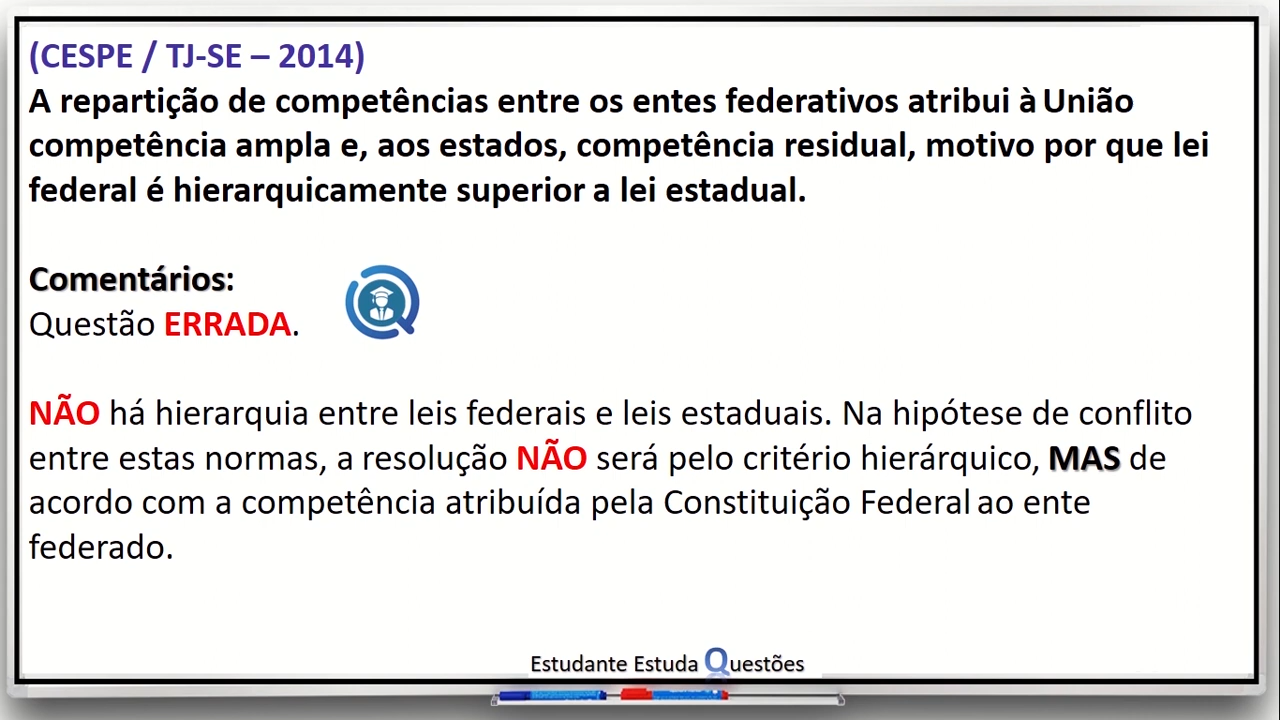 (CESPE / TJ-SE – 2014)
A repartição de competências entre os entes federativos atribui à União
competência ampla e, aos estados, competência residual, motivo por que lei
federal é hierarquicamente superior a lei estadual.
Comentários:
Questão ERRADA.
NÃO há hierarquia entre leis federais e leis estaduais. Na hipótese de conflito
entre estas normas, a resolução NÃO será pelo critério hierárquico, MAS de
acordo com a competência atribuída pela Constituição Federal ao ente
federado.
Estudante Estuda Questões